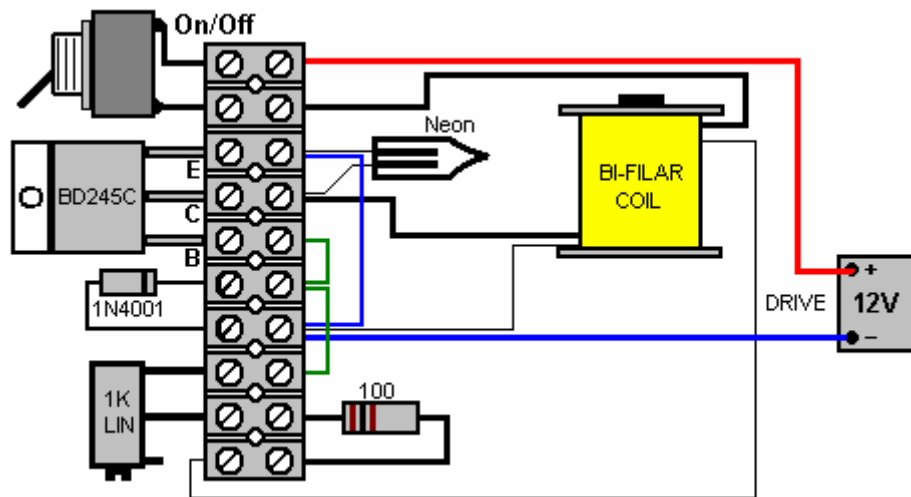 On/Off
Neon
E
BD245C
C
B
BI-FILAR
COIL
1N4001
DRIVE
+
12V
−
1K
LIN
100